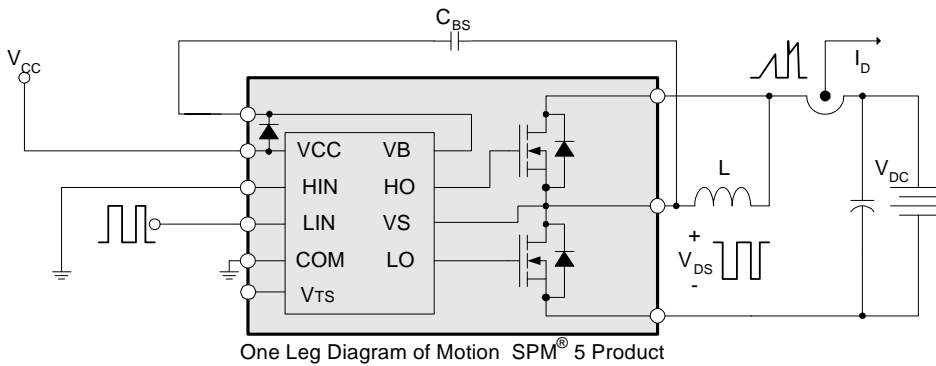 C_BS
V_CC
I_D
VCC VB
HIN HO
LIN VS
COM LO
V_TS
L
V_DC
+
V_DS
-
One Leg Diagram of Motion SPM® 5 Product